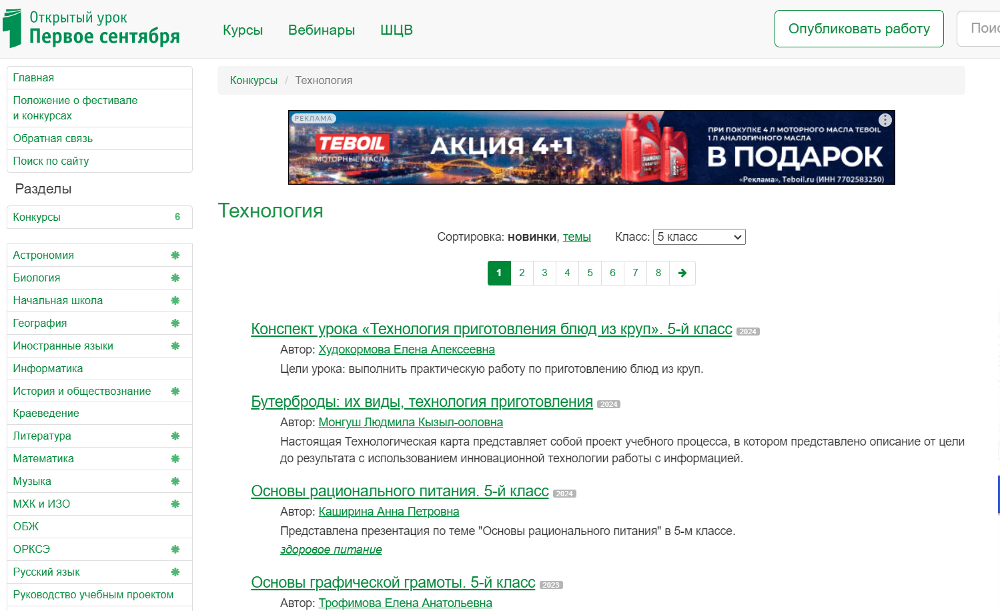 Открытый урок
Первое сентября
Курсы
Вебинары
ШЦВ
Опубликовать работу
Главная
Положение о фестивале
и конкурсах
Обратная связь
Поиск по сайту
Разделы
Конкурсы 6
Астрономия
Биология
Начальная школа
География
Иностранные языки
Информатика
История и обществознание
Краеведение
Литература
Математика
Музыка
МХК и ИЗО
ОБЖ
ОРКСЭ
Русский язык
Руководство учебным проектом
Конкурсы / Технология
РЕКЛАМА
TEBOIL
МОТОРНЫЕ МАСЛА
АКЦИЯ 4+1
DIAMOND
ПРИ ПОКУПКЕ 4 Л МОТОРНОГО МАСЛА TEBOIL
1 Л АНАЛОГИЧНОГО МАСЛА
В ПОДАРОК
«Реклама», Teboil.ru (ИНН 7702583250)
Технология
Сортировка: новинки, темы Класс: 5 класс
1 2 3 4 5 6 7 8
Конспект урока «Технология приготовления блюд из круп». 5-й класс 2024
Автор: Худокормова Елена Алексеевна
Цели урока: выполнить практическую работу по приготовлению блюд из круп.
Бутерброды: их виды, технология приготовления 2024
Автор: Монгуш Людмила Кызыл-ооловна
Настоящая Технологическая карта представляет собой проект учебного процесса, в котором представлено описание от цели
до результата с использованием инновационной технологии работы с информацией.
Основы рационального питания. 5-й класс 2024
Автор: Каширина Анна Петровна
Представлена презентация по теме "Основы рационального питания" в 5-м классе.
здоровое питание
Основы графической грамоты. 5-й класс 2023
Автор: Трофимова Елена Анатольевна